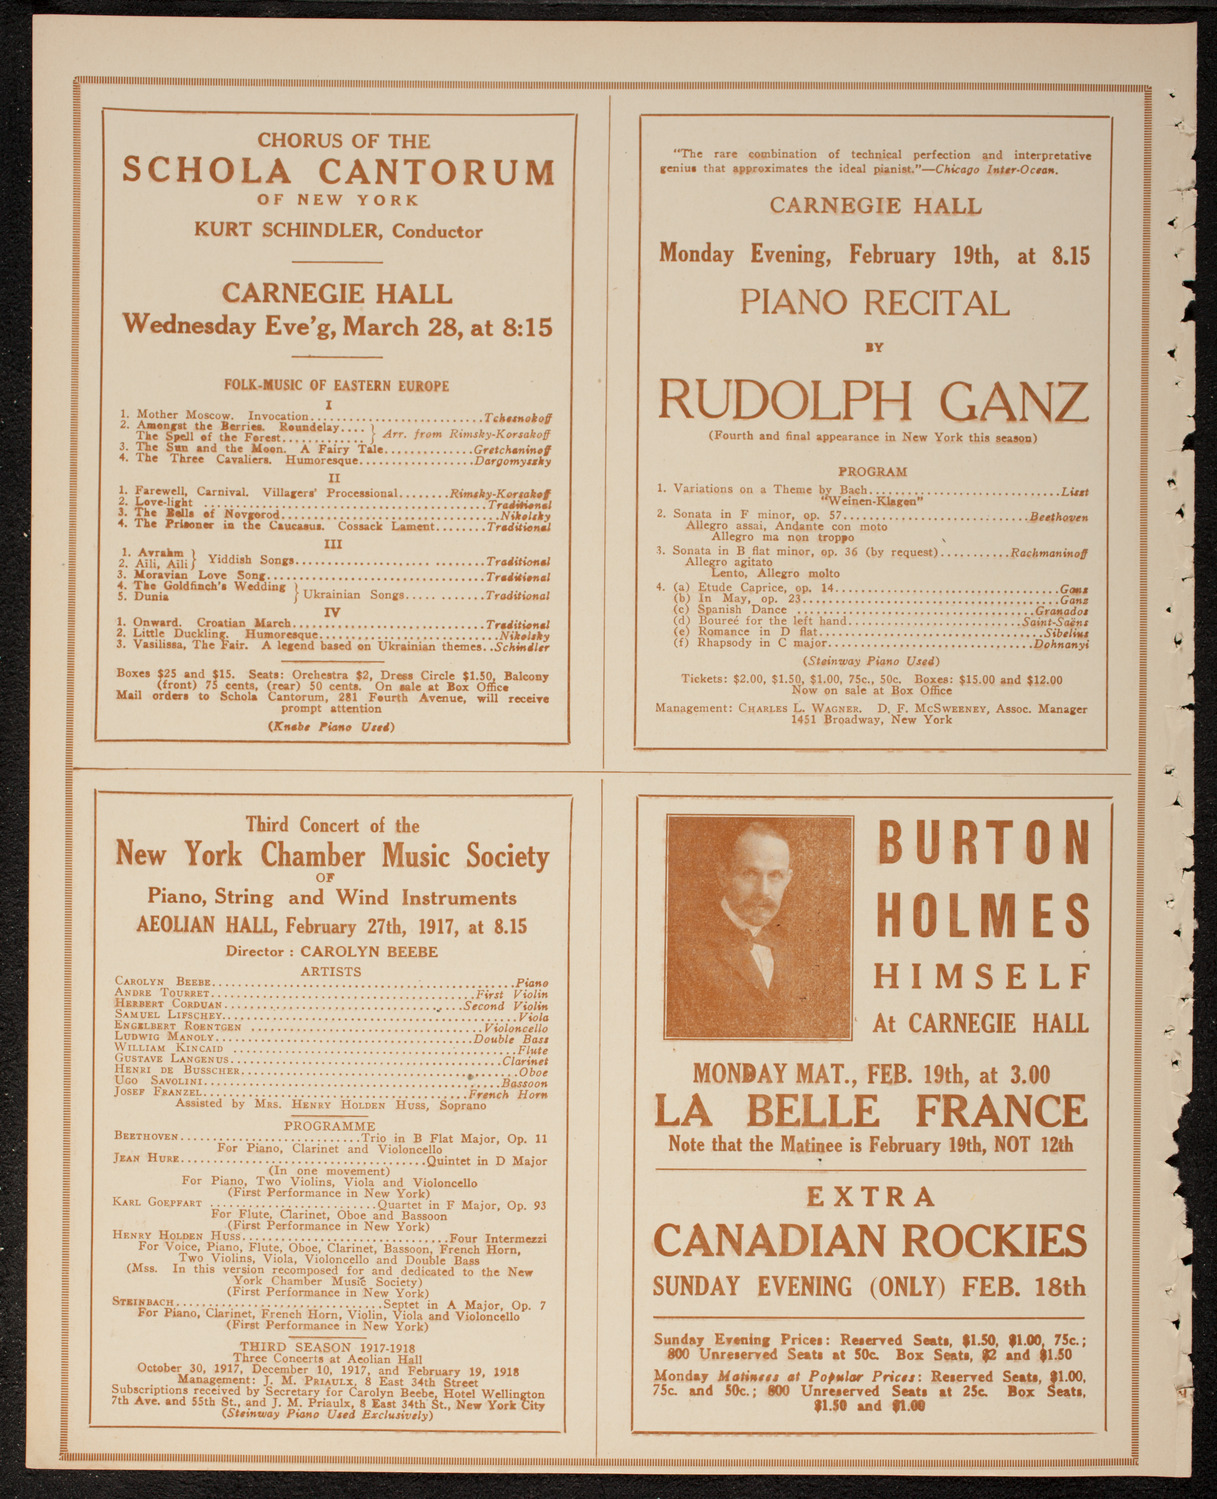 CHORUS OF THE
SCHOLA CANTORUM
OF NEW YORK
KURT SCHINDLER, Conductor
CARNEGIE HALL
Wednesday Eve'g, March 28, at 8:15
FOLK-MUSIC OF EASTERN EUROPE
I
1. Mother Moscow. Invocation........................................Tchesnokoff
2. Amongst the Berries. Roundelay.... }
The Spell of the Forest............ } Arr. from Rimsky-Korsakoff
3. The Sun and the Moon. A Fairy Tale.............Gretchaninoff
4. The Three Cavaliers. Humoresque.................Dargomyszky
II
1. Farewell, Carnival. Villagers' Processional........Rimsky-Korsakoff
2. Love-light ..................................................Traditional
3. The Bells of Novgorod.......................................Nikolsky
4. The Prisoner in the Caucasus. Cossack Lament.......Traditional
III
1. Avrahm }
2. Aili, Aili } Yiddish Songs...............................Traditional
3. Moravian Love Song.......................................Traditional
4. The Goldfinch's Wedding }
5. Dunia } Ukrainian Songs.................Traditional
IV
1. Onward. Croatian March...................................Traditional
2. Little Duckling. Humoresque...............................Nikolsky
3. Vasilissa, The Fair. A legend based on Ukrainian themes..Schindler
Boxes $25 and $15. Seats: Orchestra $2, Dress Circle $1.50, Balcony
(front) 75 cents, (rear) 50 cents. On sale at Box Office
Mail orders to Schola Cantorum, 281 Fourth Avenue, will receive
prompt attention
(Knabe Piano Used)
"The rare combination of technical perfection and interpretative
genius that approximates the ideal pianist."—Chicago Inter-Ocean.
CARNEGIE HALL
Monday Evening, February 19th, at 8.15
PIANO RECITAL
BY
RUDOLPH GANZ
(Fourth and final appearance in New York this season)
PROGRAM
1. Variations on a Theme by Bach...............................Liszt
"Weinen-Klagen"
2. Sonata in F minor, op. 57..............................Beethoven
Allegro assai, Andante con moto
Allegro ma non troppo
3. Sonata in B flat minor, op. 36 (by request)...........Rachmaninoff
Allegro agitato
Lento, Allegro molto
4. (a) Etude Caprice, op. 14....................................Ganz
(b) In May, op. 23.........................................Ganz
(c) Spanish Dance ....................................Granados
(d) Boureé for the left hand..........................Saint-Saëns
(e) Romance in D flat....................................Sibelius
(f) Rhapsody in C major.................................Dohnanyi
(Steinway Piano Used)
Tickets: $2.00, $1.50, $1.00, 75c., 50c. Boxes: $15.00 and $12.00
Now on sale at Box Office
Management: CHARLES L. WAGNER. D. F. MCSWEENEY, Assoc. Manager
1451 Broadway, New York
Third Concert of the
New York Chamber Music Society
OF
Piano, String and Wind Instruments
AEOLIAN HALL, February 27th, 1917, at 8.15
Director : CAROLYN BEEBE
ARTISTS
CAROLYN BEEBE..................................................Piano
ANDRE TOURRET............................................First Violin
HERBERT CORDUAN........................................Second Violin
SAMUEL LIFSCHEY................................................Viola
ENGELBERT ROENTGEN ....................................Violoncello
LUDWIG MANOLY.........................................Double Bass
WILLIAM KINCAID .............................................Flute
GUSTAVE LANGENUS..........................................Clarinet
HENRI DE BUSSCHER............................................Oboe
UGO SAVOLINI...............................................Bassoon
JOSEF FRANZEL..........................................French Horn
Assisted by MRS. HENRY HOLDEN HUSS, Soprano
PROGRAMME
BEETHOVEN...........................Trio in B Flat Major, Op. 11
For Piano, Clarinet and Violoncello
JEAN HURE......................................Quintet in D Major
(In one movement)
For Piano, Two Violins, Viola and Violoncello
(First Performance in New York)
KARL GOEPFART ........................Quartet in F Major, Op. 93
For Flute, Clarinet, Oboe and Bassoon
(First Performance in New York)
HENRY HOLDEN HUSS..............................Four Intermezzi
For Voice, Piano, Flute, Oboe, Clarinet, Bassoon, French Horn,
Two Violins, Viola, Violoncello and Double Bass
(Mss. In this version recomposed for and dedicated to the New
York Chamber Music Society)
(First Performance in New York)
STEINBACH..............................Septet in A Major, Op. 7
For Piano, Clarinet, French Horn, Violin, Viola and Violoncello
(First Performance in New York)
THIRD SEASON 1917-1918
Three Concerts at Aeolian Hall
October 30, 1917, December 10, 1917, and February 19, 1918
Management: J. M. PRIAULX, 8 East 34th Street
Subscriptions received by Secretary for Carolyn Beebe, Hotel Wellington
7th Ave. and 55th St., and J. M. Priaulx, 8 East 34th St., New York City
(Steinway Piano Used Exclusively)
BURTON
HOLMES
HIMSELF
At CARNEGIE HALL
MONDAY MAT., FEB. 19th, at 3.00
LA BELLE FRANCE
Note that the Matinee is February 19th, NOT 12th
EXTRA
CANADIAN ROCKIES
SUNDAY EVENING (ONLY) FEB. 18th
Sunday Evening Prices: Reserved Seats, $1.50, $1.00, 75c.;
800 Unreserved Seats at 50c. Box Seats, $2 and $1.50
Monday Matinees at Popular Prices: Reserved Seats, $1.00,
75c. and 50c.; 800 Unreserved Seats at 25c. Box Seats,
$1.50 and $1.00